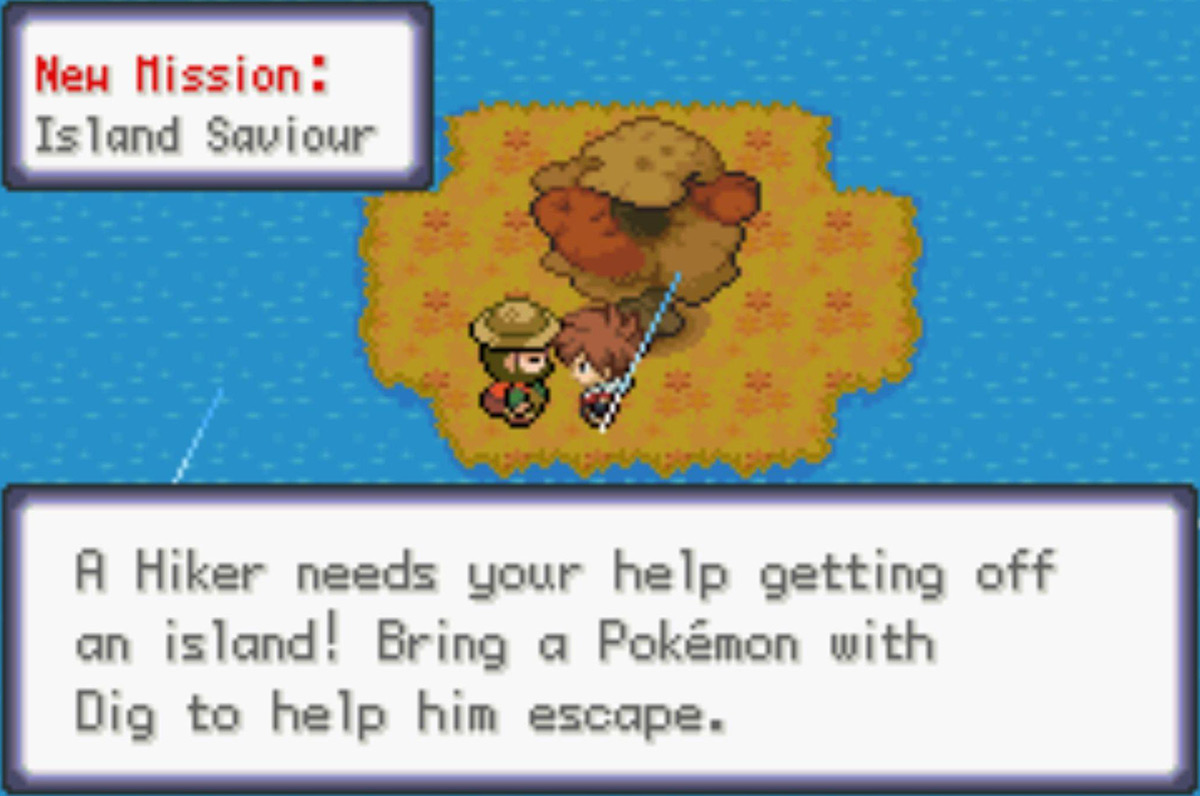 New Mission:
Island Saviour
A Hiker needs your help getting off
an island! Bring a Pokémon with
Dig to help him escape.